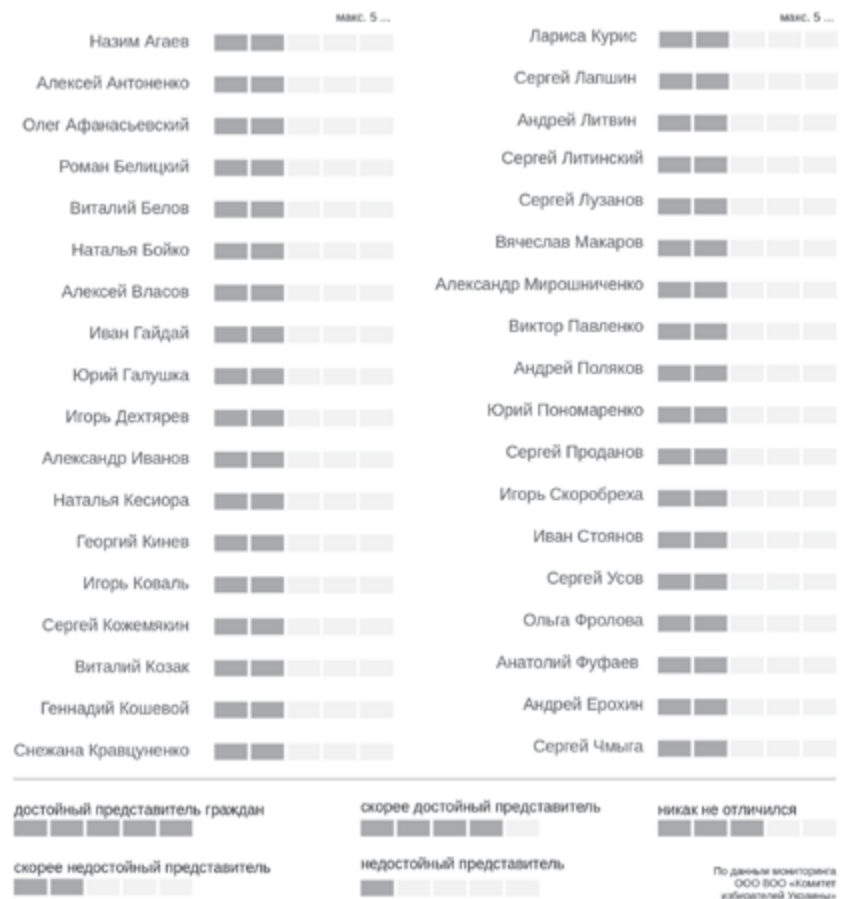 макс. 5 ...
Назим Агаев
Алексей Антоненко
Олег Афанасьевский
Роман Белицкий
Виталий Белов
Наталья Бойко
Алексей Власов
Иван Гайдай
Юрий Галушка
Игорь Дехтярев
Александр Иванов
Наталья Кесиора
Георгий Кинев
Игорь Коваль
Сергей Кожемякин
Виталий Козак
Геннадий Кошевой
Снежана Кравцуненко
макс. 5 ...
Лариса Курис
Сергей Лапшин
Андрей Литвин
Сергей Литинский
Сергей Лузанов
Вячеслав Макаров
Александр Мирошниченко
Виктор Павленко
Андрей Поляков
Юрий Пономаренко
Сергей Проданов
Игорь Скоробреха
Иван Стоянов
Сергей Усов
Ольга Фролова
Анатолий Фуфаев
Андрей Ерохин
Сергей Чмыга
достойный представитель граждан
скорее достойный представитель
никак не отличился
скорее недостойный представитель
недостойный представитель
По данным мониторинга
ООО ВОО «Комитет
избирателей Украины»